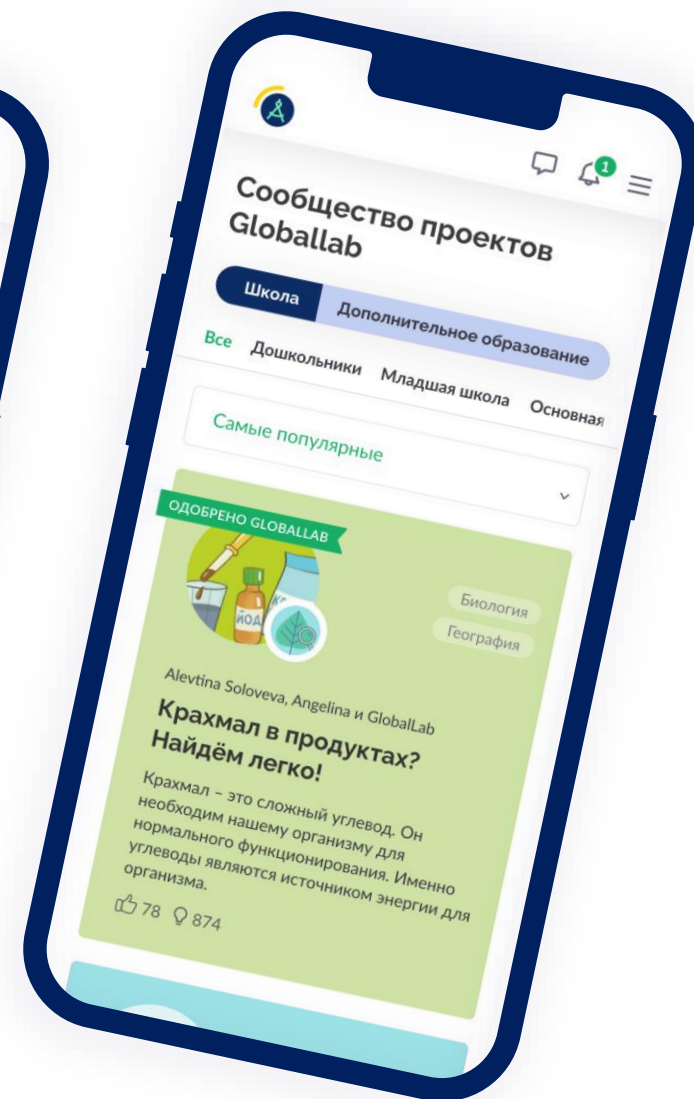 1
Сообщество проектов
Globallab
Школа Дополнительное образование
Все Дошкольники Младшая школа Основная
Самые популярные
ОДОБРЕНО GLOBALLAB
ЙОД
Биология
География
Alevtina Soloveva, Angelina и GlobalLab
Крахмал в продуктах?
Найдём легко!
Крахмал – это сложный углевод. Он
необходим нашему организму для
нормального функционирования. Именно
углеводы являются источником энергии для
организма.
78 874